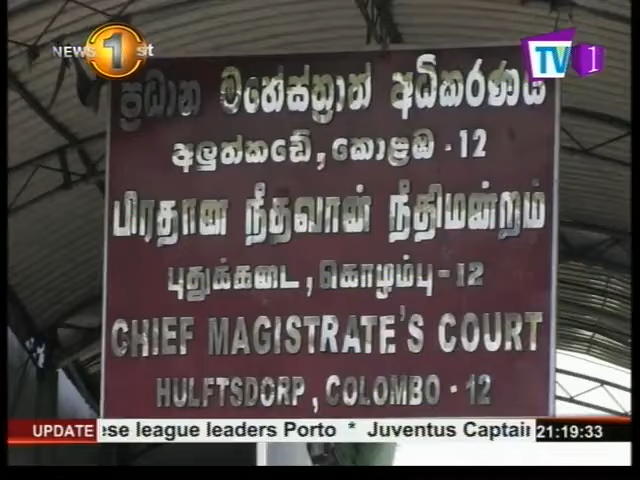 NEWS 1st
TV 1
ප්‍රධාන මහේස්ත්‍රාත් අධිකරණය
අලුත්කඩේ, කොළඹ - 12
பிரதான நீதவான் நீதிமன்றம்
புதுக்கடை, கொழும்பு - 12
CHIEF MAGISTRATE'S COURT
HULFTSDORP, COLOMBO - 12
UPDATE ese league leaders Porto * Juventus Captain 21:19:33